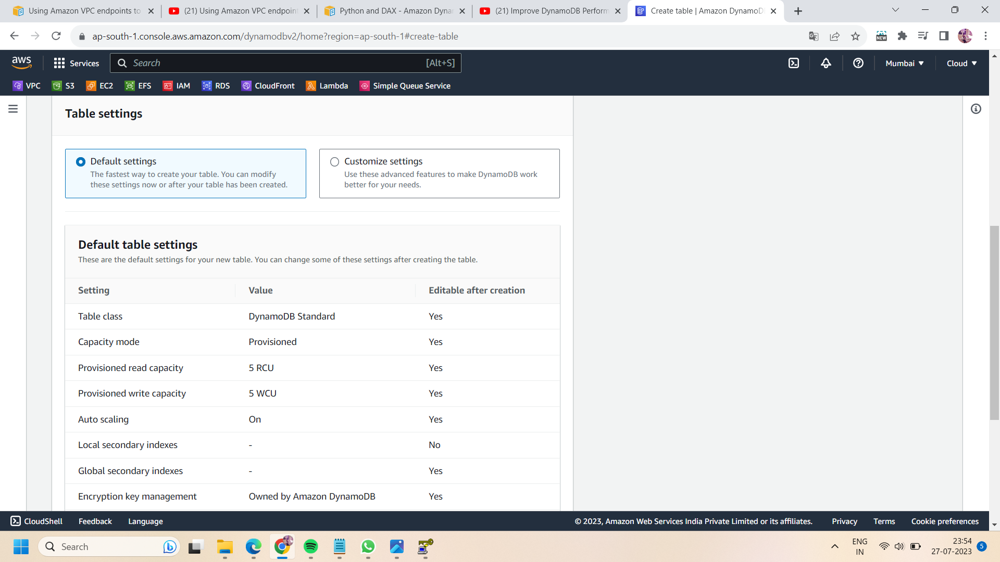 Using Amazon VPC endpoints to
(21) Using Amazon VPC endpoin
Python and DAX - Amazon Dynar
(21) Improve DynamoDB Perform
Create table | Amazon DynamoD
ap-south-1.console.aws.amazon.com/dynamodbv2/home?region=ap-south-1#create-table
NEW
aws
Services
Search
[Alt+S]
Mumbai
Cloud
VPC
S3
EC2
EFS
IAM
RDS
CloudFront
Lambda
Simple Queue Service
Table settings
Default settings
The fastest way to create your table. You can modify
these settings now or after your table has been created.
Customize settings
Use these advanced features to make DynamoDB work
better for your needs.
Default table settings
These are the default settings for your new table. You can change some of these settings after creating the table.
Setting Value Editable after creation
Table class DynamoDB Standard Yes
Capacity mode Provisioned Yes
Provisioned read capacity 5 RCU Yes
Provisioned write capacity 5 WCU Yes
Auto scaling On Yes
Local secondary indexes - No
Global secondary indexes - Yes
Encryption key management Owned by Amazon DynamoDB Yes
CloudShell Feedback Language © 2023, Amazon Web Services India Private Limited or its affiliates. Privacy Terms Cookie preferences
Search
ENG
IN
23:54
27-07-2023
5